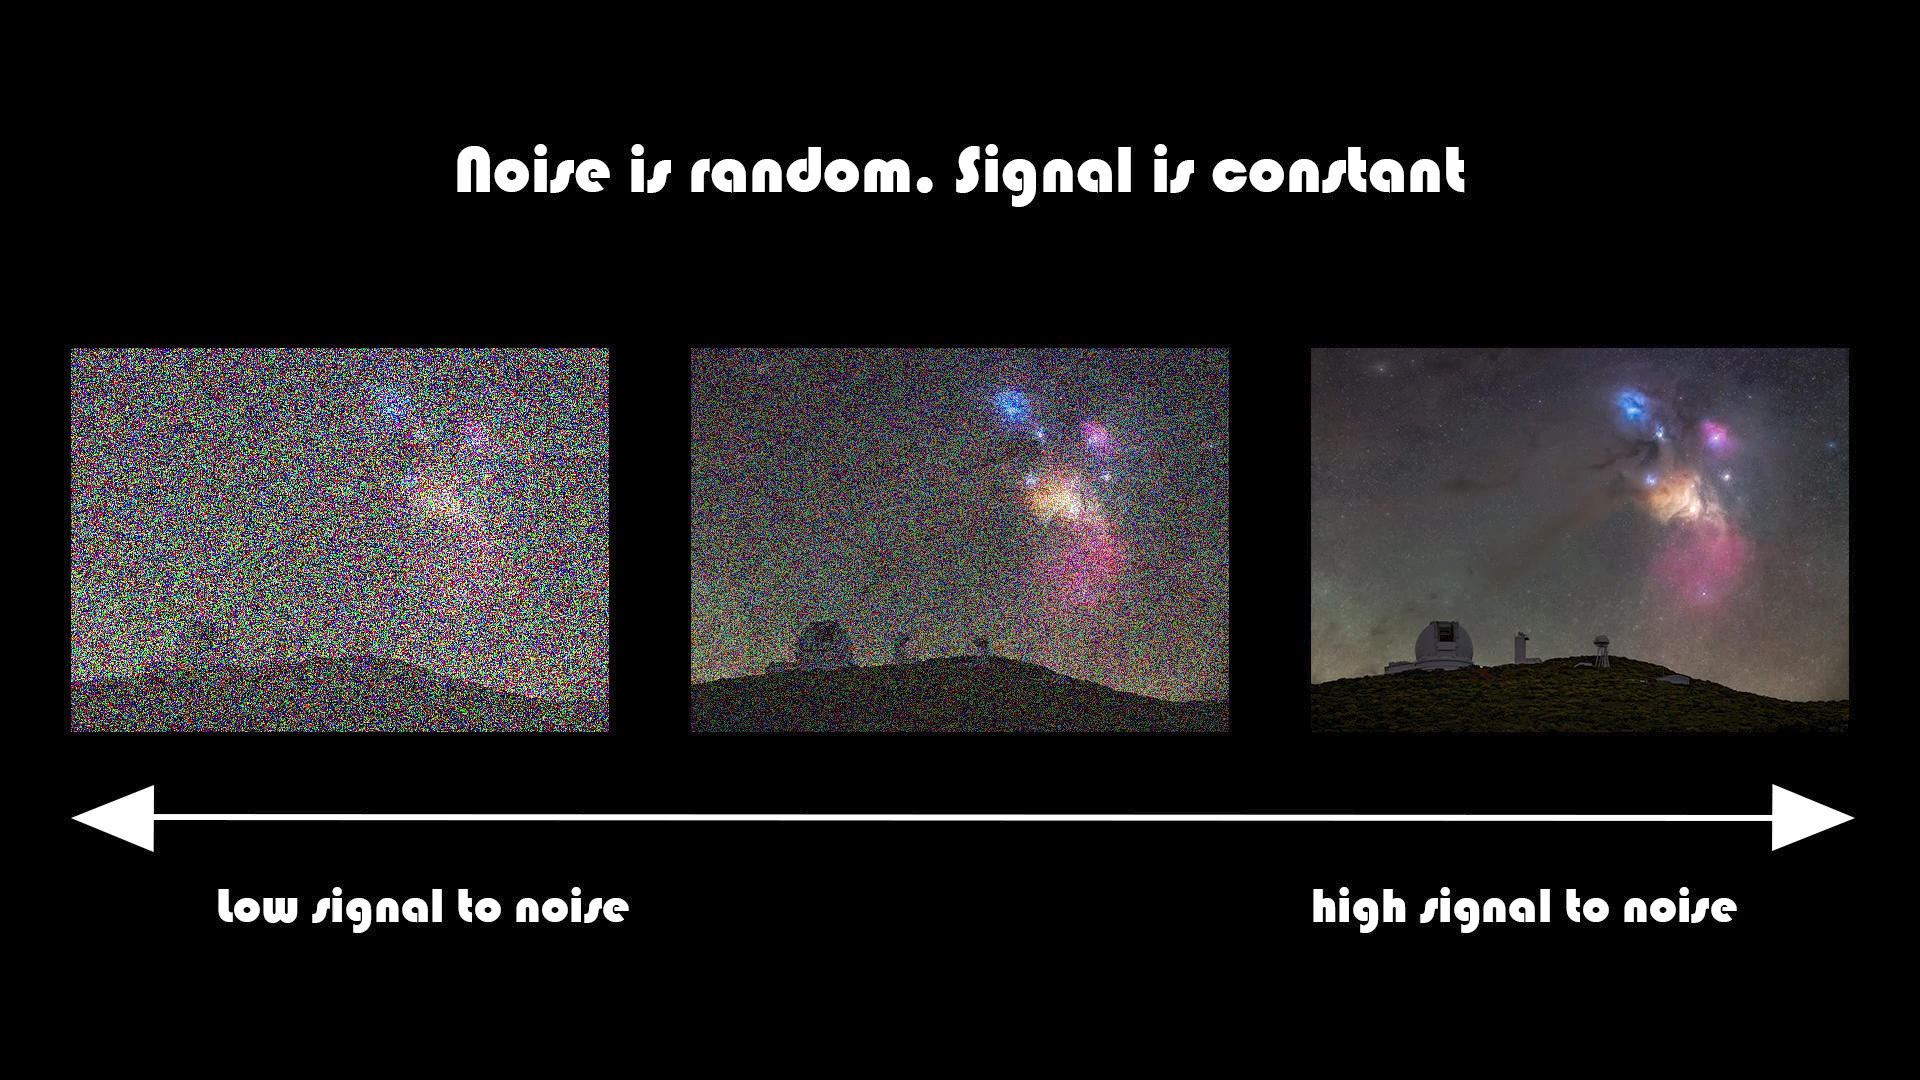 Noise is random. Signal is constant
Low signal to noise
high signal to noise